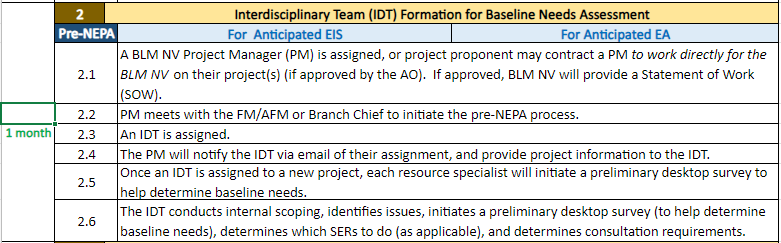 2 Interdisciplinary Team (IDT) Formation for Baseline Needs Assessment
Pre-NEPA For Anticipated EIS For Anticipated EA
A BLM NV Project Manager (PM) is assigned, or project proponent may contract a PM to work directly for the
2.1 BLM NV on their project(s) (if approved by the AO). If approved, BLM NV will provide a Statement of Work
(SOW).
2.2 PM meets with the FM/AFM or Branch Chief to initiate the pre-NEPA process.
1 month 2.3 An IDT is assigned.
2.4 The PM will notify the IDT via email of their assignment, and provide project information to the IDT.
2.5 Once an IDT is assigned to a new project, each resource specialist will initiate a preliminary desktop survey to
help determine baseline needs.
2.6 The IDT conducts internal scoping, identifies issues, initiates a preliminary desktop survey (to help determine
baseline needs), determines which SERs to do (as applicable), and determines consultation requirements.